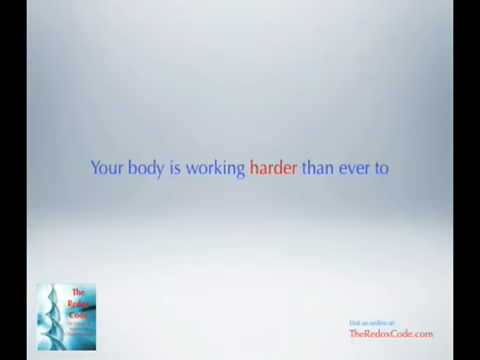 Your body is working harder than ever to
The
Redox
Code
Visit us online at:
TheRedoxCode.com